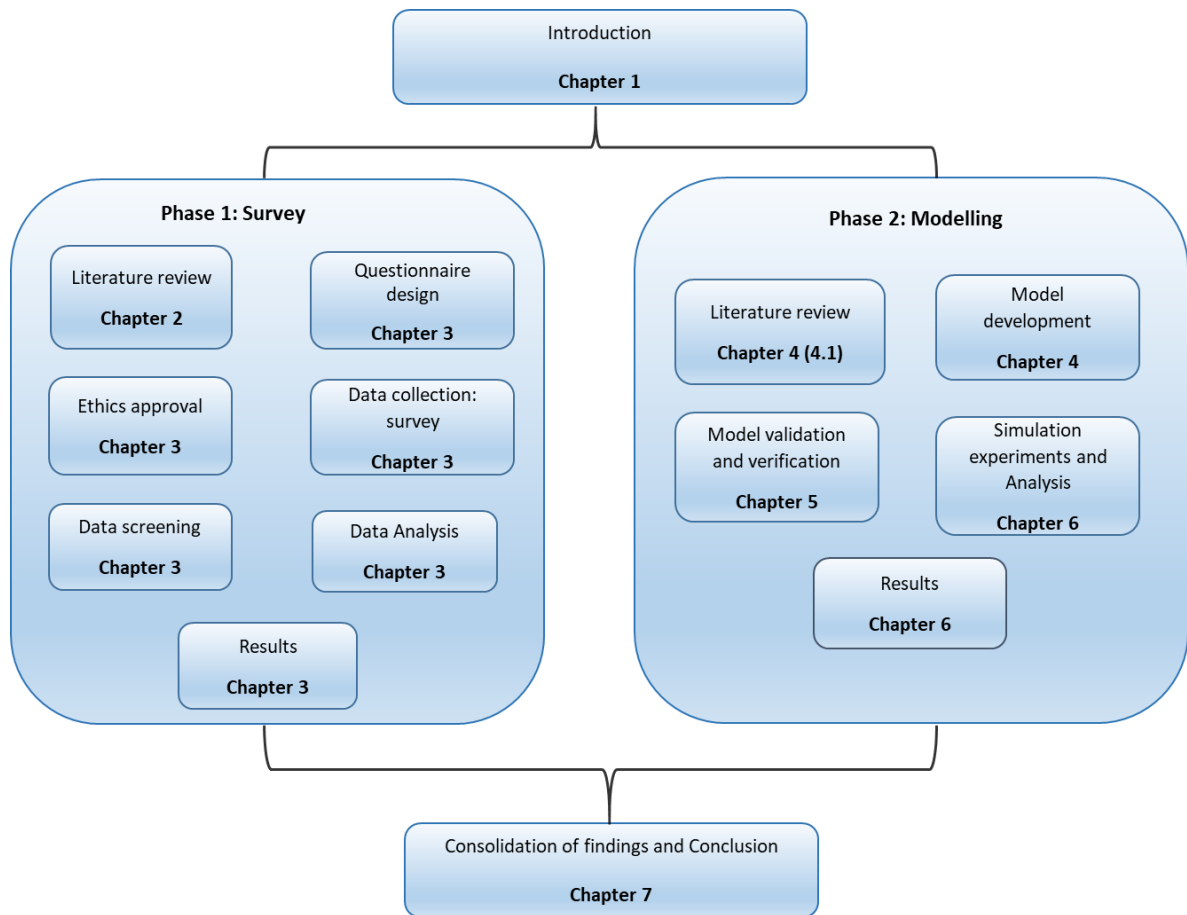 Introduction
Chapter 1
Phase 1: Survey
Literature review
Chapter 2
Questionnaire
design
Chapter 3
Ethics approval
Chapter 3
Data collection:
survey
Chapter 3
Data screening
Chapter 3
Data Analysis
Chapter 3
Results
Chapter 3
Phase 2: Modelling
Literature review
Chapter 4 (4.1)
Model
development
Chapter 4
Model validation
and verification
Chapter 5
Simulation
experiments and
Analysis
Chapter 6
Results
Chapter 6
Consolidation of findings and Conclusion
Chapter 7